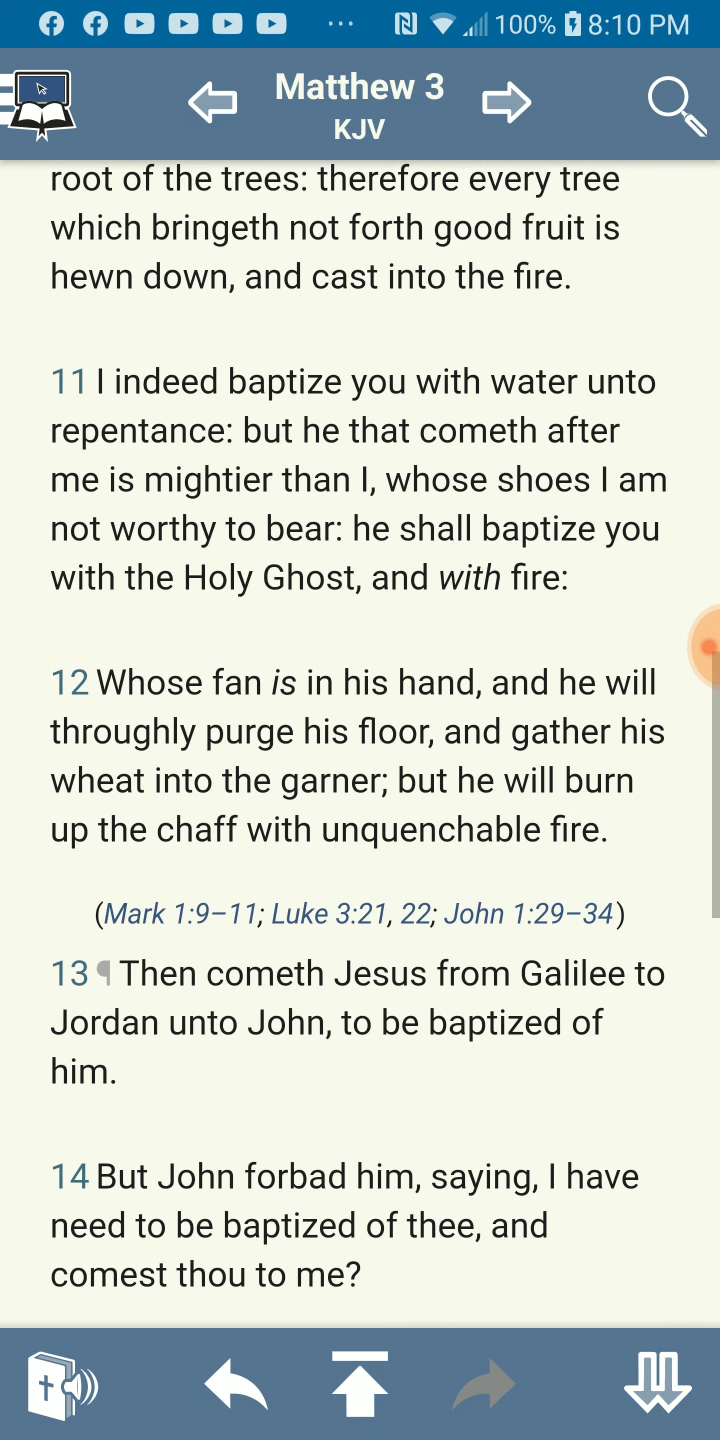 100% 8:10 PM
Matthew 3
KJV
root of the trees: therefore every tree
which bringeth not forth good fruit is
hewn down, and cast into the fire.
11 I indeed baptize you with water unto
repentance: but he that cometh after
me is mightier than I, whose shoes I am
not worthy to bear: he shall baptize you
with the Holy Ghost, and with fire:
12 Whose fan is in his hand, and he will
throughly purge his floor, and gather his
wheat into the garner; but he will burn
up the chaff with unquenchable fire.
(Mark 1:9–11; Luke 3:21, 22; John 1:29–34)
13 ¶ Then cometh Jesus from Galilee to
Jordan unto John, to be baptized of
him.
14 But John forbad him, saying, I have
need to be baptized of thee, and
comest thou to me?